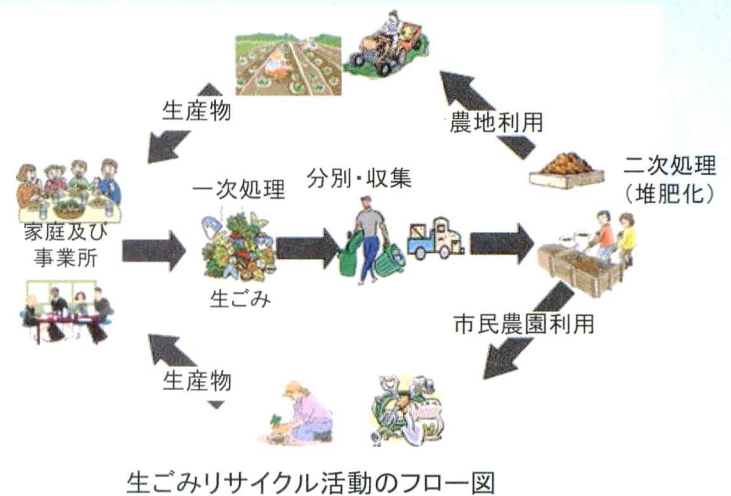 生産物
農地利用
二次処理
(堆肥化)
一次処理
分別・収集
家庭及び
事業所
生ごみ
市民農園利用
生産物
生ごみリサイクル活動のフロー図